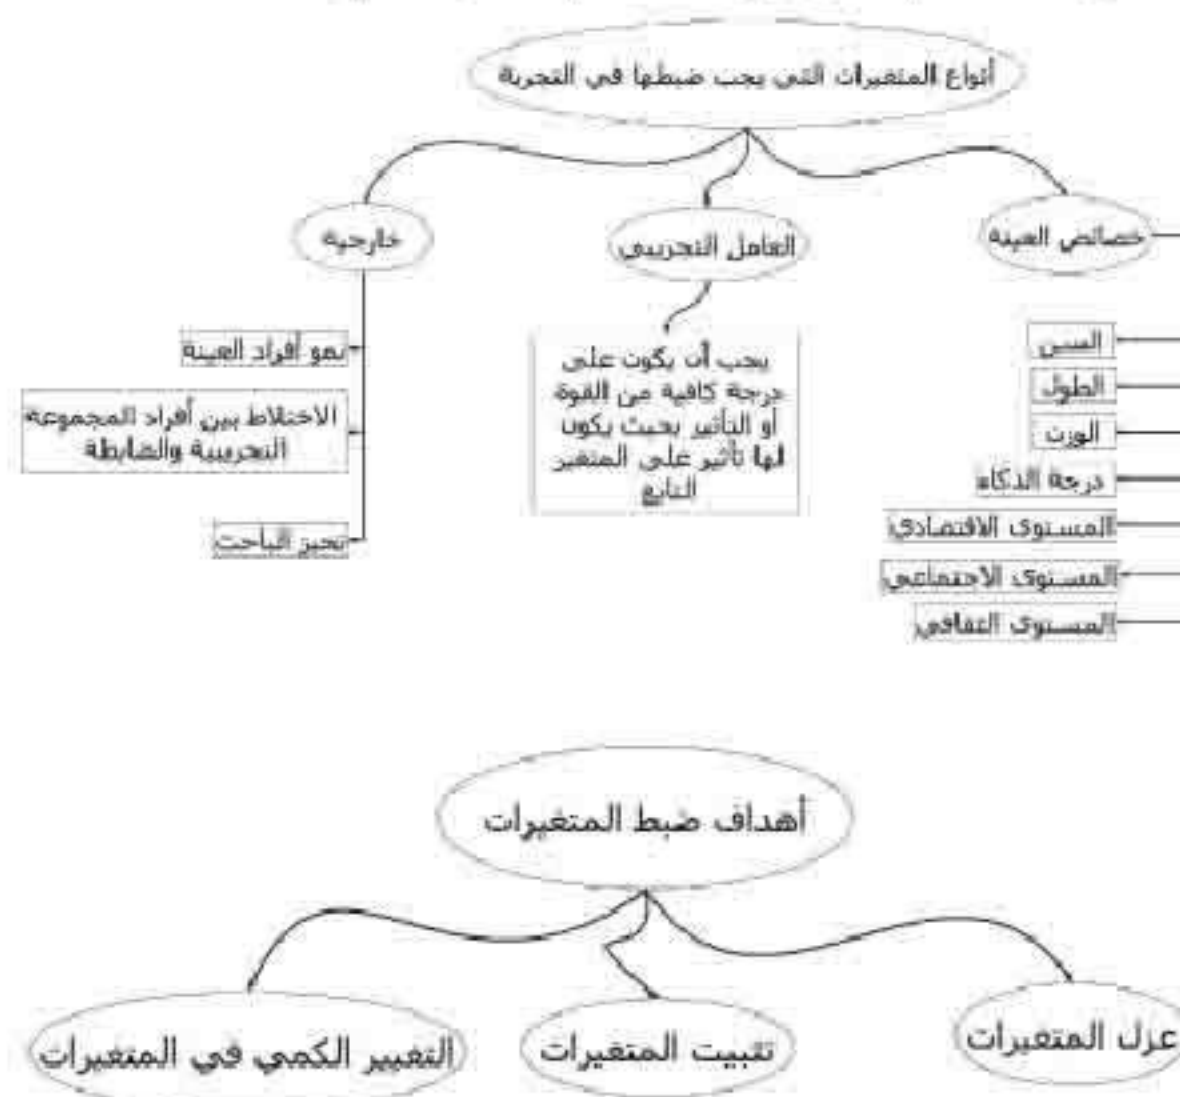 أنواع المتغيرات التي يجب ضبطها في التجربة
خصائص العينة
العامل التجريبي
خارجية
السن
الطول
الوزن
درجة الذكاء
المستوى الاقتصادي
المستوى الاجتماعي
المستوى الثقافي
يجب أن يكون على
درجة كافية من القوة
أو التأثير بحيث يكون
لها تأثير على المتغير
التابع
نمو أفراد العينة
الاختلاط بين أفراد المجموعة
التجريبية والضابطة
تحيز الباحث
أهداف ضبط المتغيرات
عزل المتغيرات
تثبيت المتغيرات
التغيير الكمي في المتغيرات